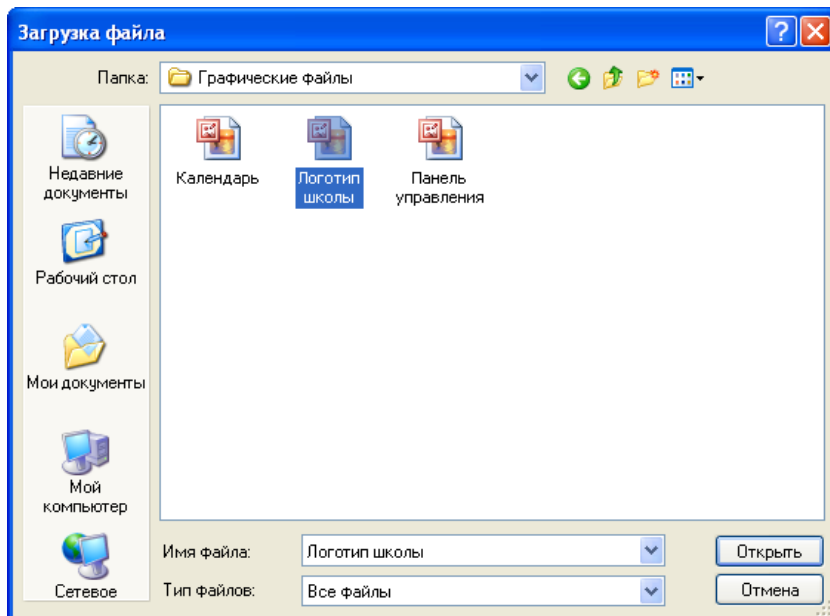 Загрузка файла
Папка: Графические файлы
Недавние
документы
Рабочий стол
Мои документы
Мой
компьютер
Сетевое
Календарь
Логотип
школы
Панель
управления
Имя файла: Логотип школы
Открыть
Тип файлов: Все файлы
Отмена